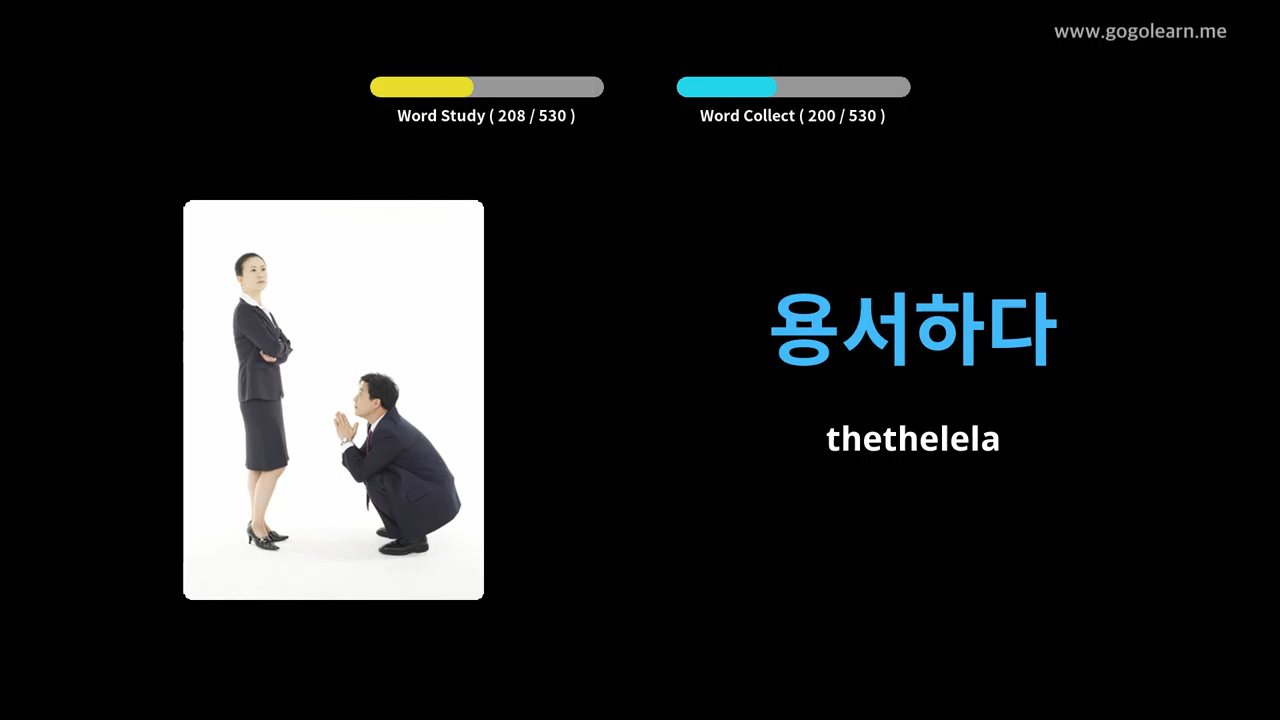 www.gogolearn.me
Word Study ( 208 / 530 )
Word Collect ( 200 / 530 )
용서하다
thethelela